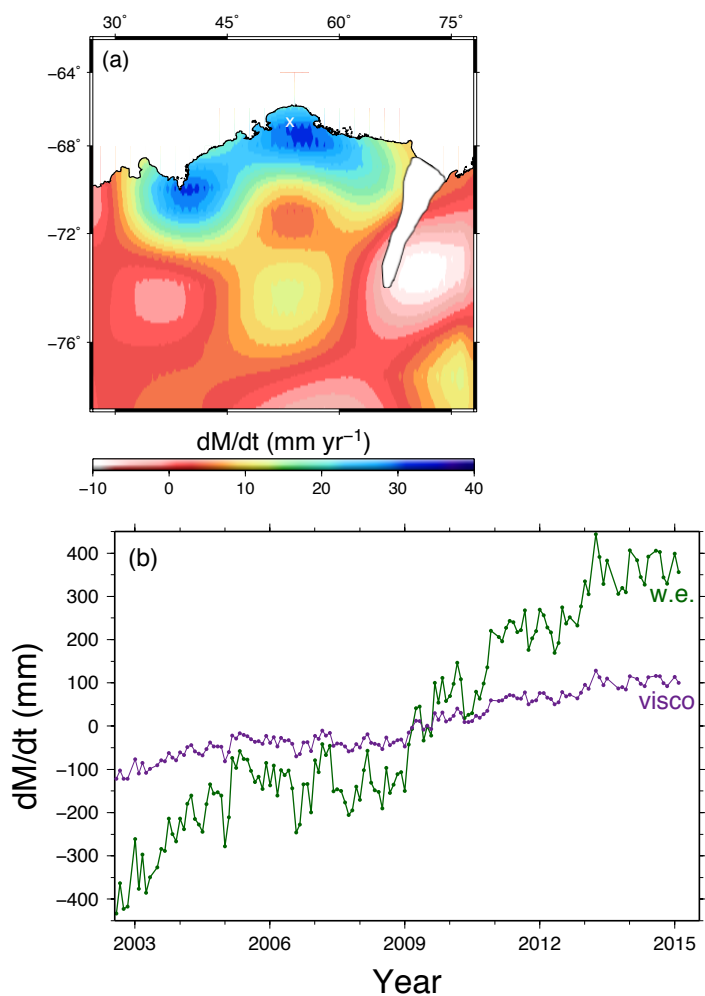 30° 45° 60° 75°
(a)
−64°
−68°
−72°
−76°
x
dM/dt (mm yr⁻¹)
−10 0 10 20 30 40
(b)
400
300
200
100
0
−100
−200
−300
−400
w.e.
visco
dM/dt (mm)
2003 2006 2009 2012 2015
Year